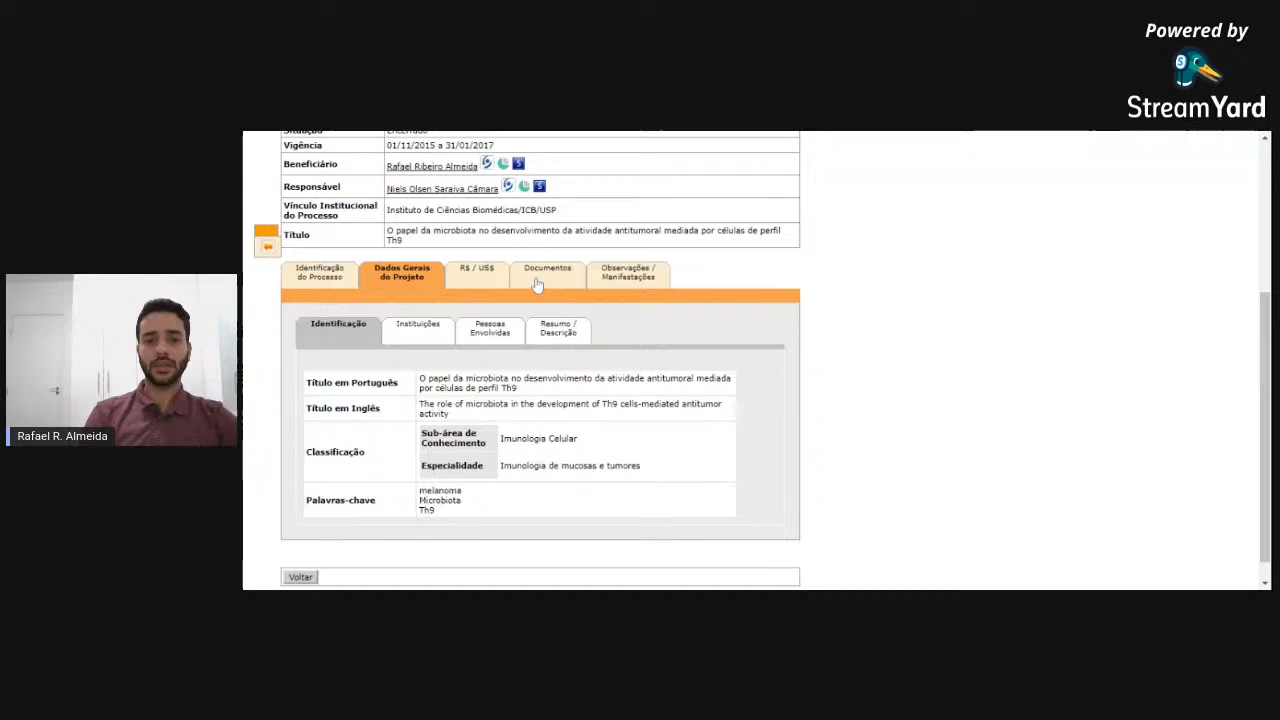 Powered by
StreamYard
Situação Encerrado
Vigência 01/11/2015 a 31/01/2017
Beneficiário Rafael Ribeiro Almeida
Responsável Niels Olsen Saraiva Câmara
Vínculo Institucional
do Processo
Instituto de Ciências Biomédicas/ICB/USP
Título
O papel da microbiota no desenvolvimento da atividade antitumoral mediada por células de perfil
Th9
Identificação
do Processo
Dados Gerais
do Projeto
R$ / US$
Documentos
Observações /
Manifestações
Identificação
Instituições
Pessoas
Envolvidas
Resumo /
Descrição
Título em Português
O papel da microbiota no desenvolvimento da atividade antitumoral mediada
por células de perfil Th9
Título em Inglês
The role of microbiota in the development of Th9 cells-mediated antitumor
activity
Classificação
Sub-área de
Conhecimento
Imunologia Celular
Especialidade
Imunologia de mucosas e tumores
Palavras-chave
melanoma
Microbiota
Th9
Voltar
Rafael R. Almeida